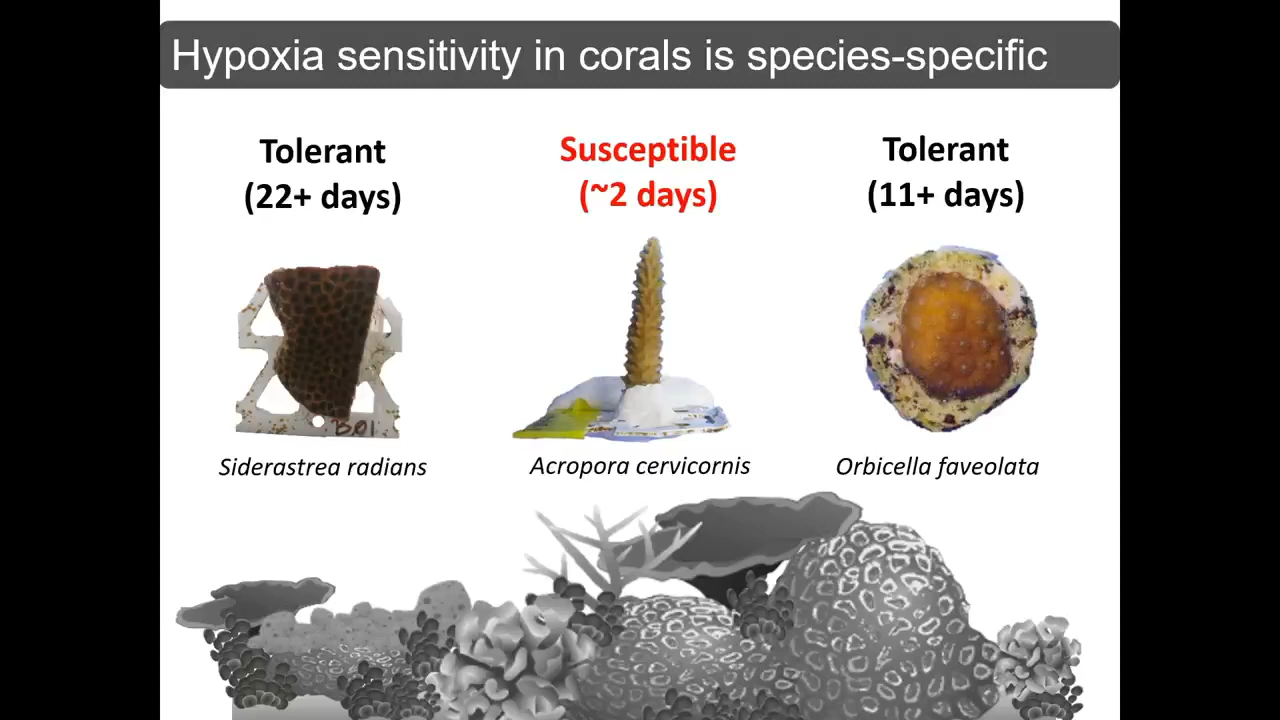 Hypoxia sensitivity in corals is species-specific
Tolerant
(22+ days)
Susceptible
(~2 days)
Tolerant
(11+ days)
B01
Siderastrea radians
Acropora cervicornis
Orbicella faveolata